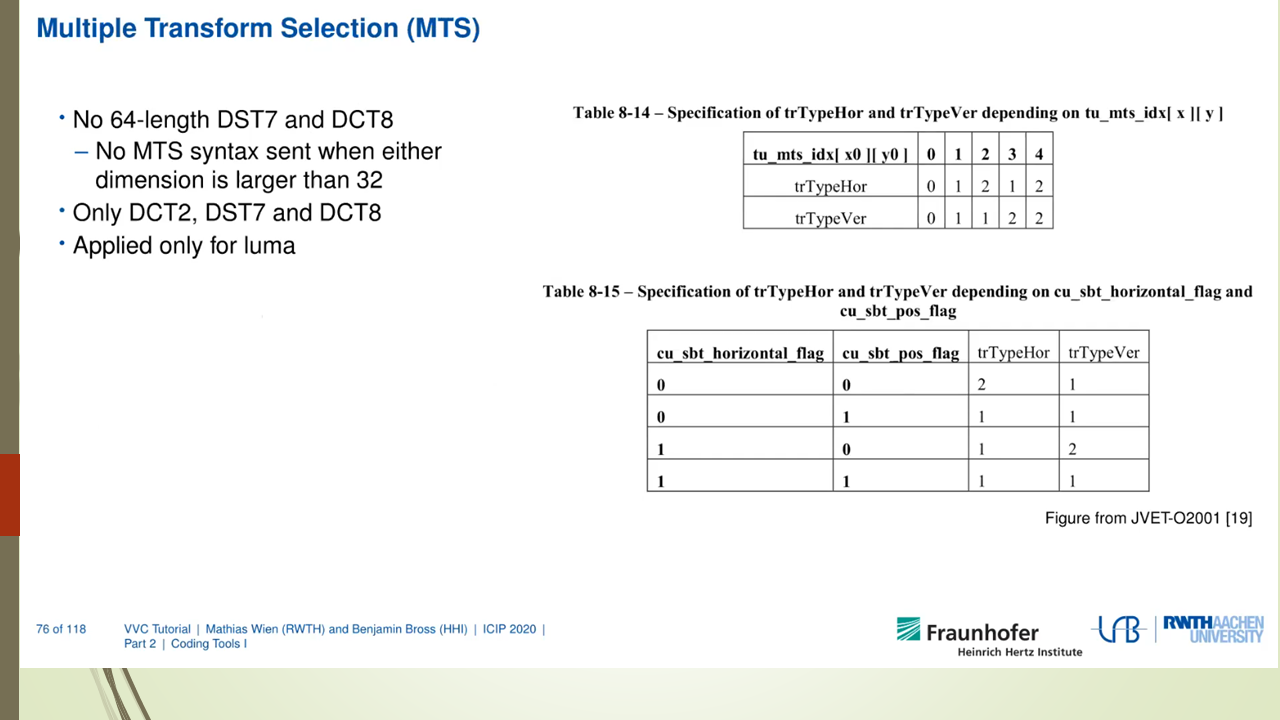 Multiple Transform Selection (MTS)
• No 64-length DST7 and DCT8
– No MTS syntax sent when either
dimension is larger than 32
• Only DCT2, DST7 and DCT8
• Applied only for luma
Table 8-14 – Specification of trTypeHor and trTypeVer depending on tu_mts_idx[ x ][ y ]
tu_mts_idx[ x0 ][ y0 ] 0 1 2 3 4
trTypeHor 0 1 2 1 2
trTypeVer 0 1 1 2 2
Table 8-15 – Specification of trTypeHor and trTypeVer depending on cu_sbt_horizontal_flag and
cu_sbt_pos_flag
cu_sbt_horizontal_flag cu_sbt_pos_flag trTypeHor trTypeVer
0 0 2 1
0 1 1 1
1 0 1 2
1 1 1 1
Figure from JVET-O2001 [19]
76 of 118 VVC Tutorial | Mathias Wien (RWTH) and Benjamin Bross (HHI) | ICIP 2020 |
Part 2 | Coding Tools I
Fraunhofer
Heinrich Hertz Institute
LfB
RWTHAACHEN
UNIVERSITY